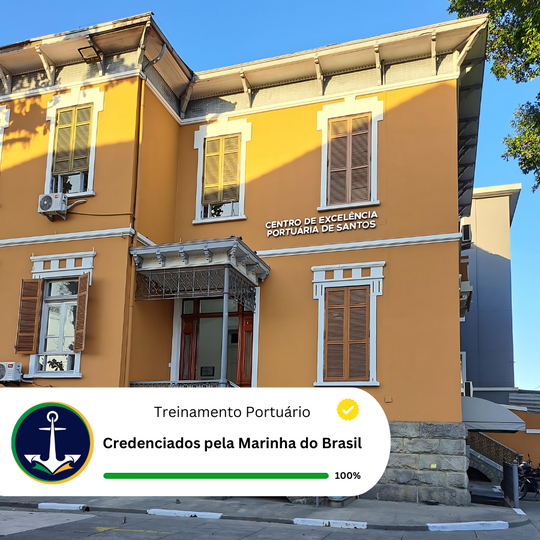 CENTRO DE EXCELÊNCIA
PORTUÁRIA DE SANTOS
Treinamento Portuário
Credenciados pela Marinha do Brasil
100%